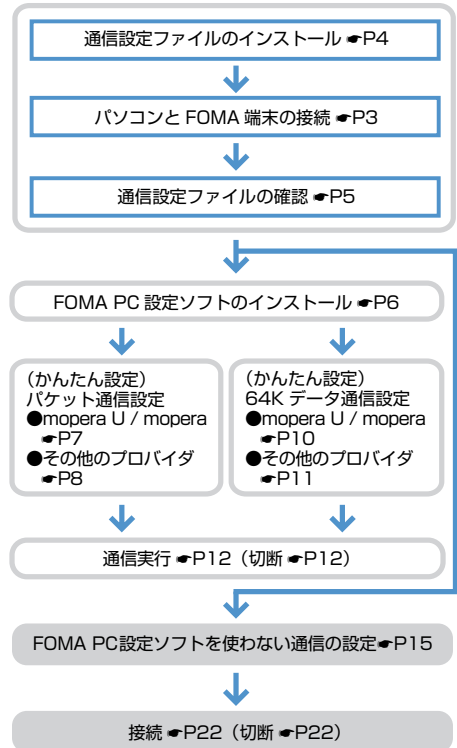 通信設定ファイルのインストール ☛P4
パソコンと FOMA 端末の接続 ☛P3
通信設定ファイルの確認 ☛P5
FOMA PC 設定ソフトのインストール ☛P6
(かんたん設定)
パケット通信設定
●mopera U / mopera
☛P7
●その他のプロバイダ
☛P8
(かんたん設定)
64K データ通信設定
●mopera U / mopera
☛P10
●その他のプロバイダ
☛P11
通信実行 ☛P12（切断 ☛P12）
FOMA PC設定ソフトを使わない通信の設定☛P15
接続 ☛P22（切断 ☛P22）